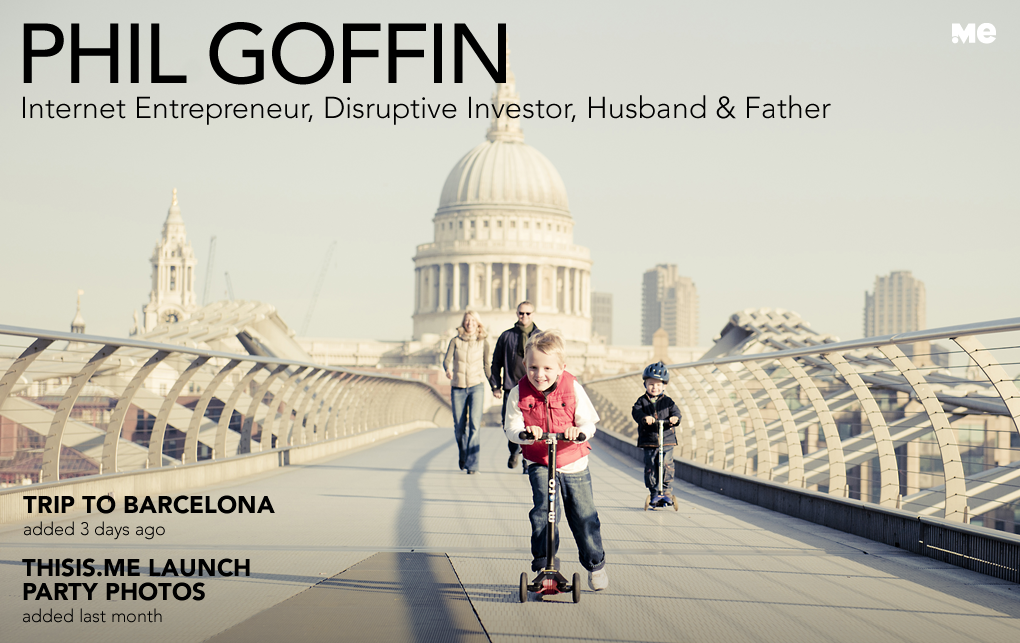 PHIL GOFFIN
Internet Entrepreneur, Disruptive Investor, Husband & Father
ME
TRIP TO BARCELONA
added 3 days ago
THISIS.ME LAUNCH
PARTY PHOTOS
added last month
micro